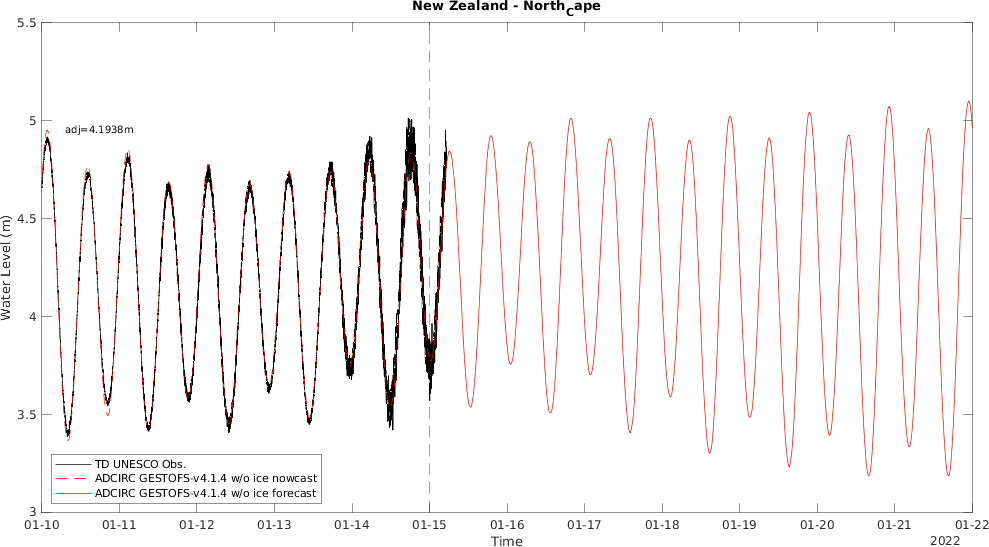 New Zealand - NorthCape
5.5
5
4.5
4
3.5
3
Water Level (m)
adj=4.1938m
TD UNESCO Obs.
ADCIRC GESTOFS-v4.1.4 w/o ice nowcast
ADCIRC GESTOFS-v4.1.4 w/o ice forecast
01-10 01-11 01-12 01-13 01-14 01-15 01-16 01-17 01-18 01-19 01-20 01-21 01-22
Time
2022